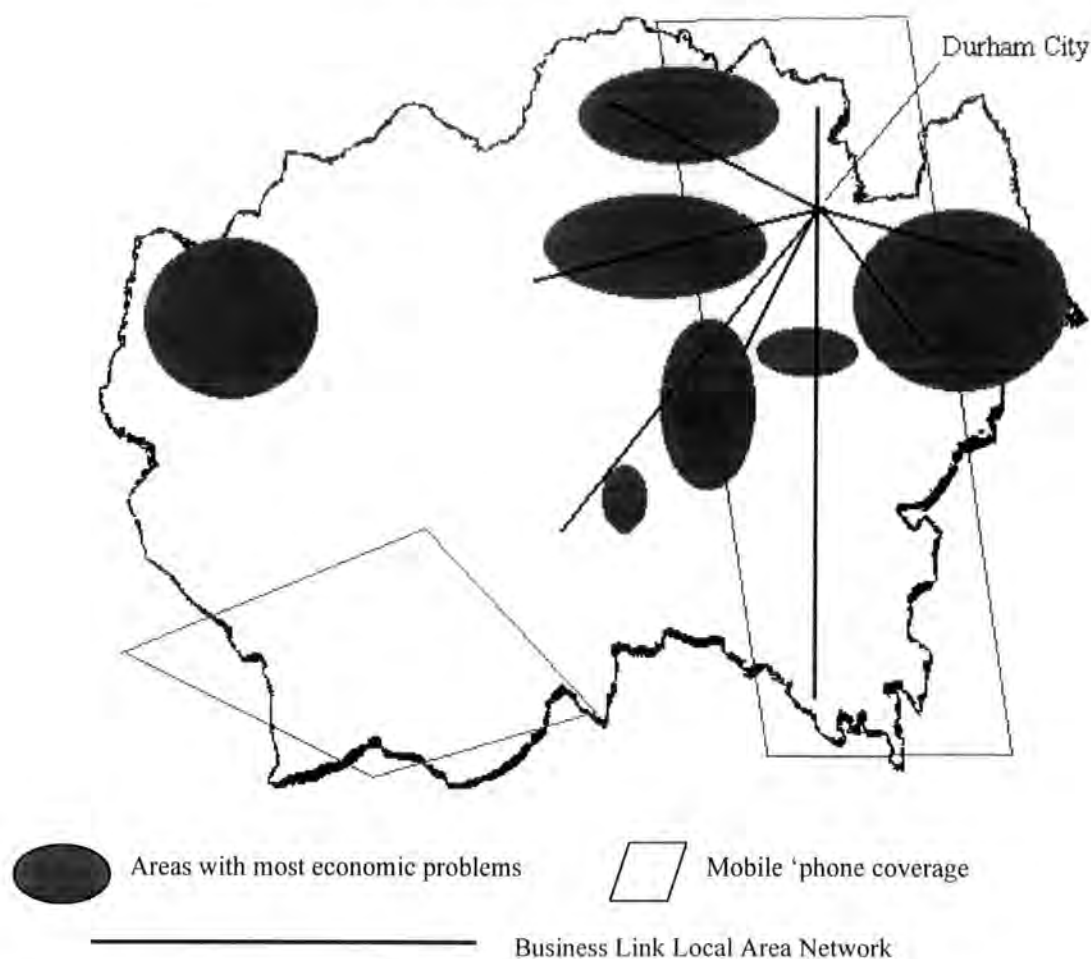 Durham City
Areas with most economic problems
Mobile ‘phone coverage
Business Link Local Area Network